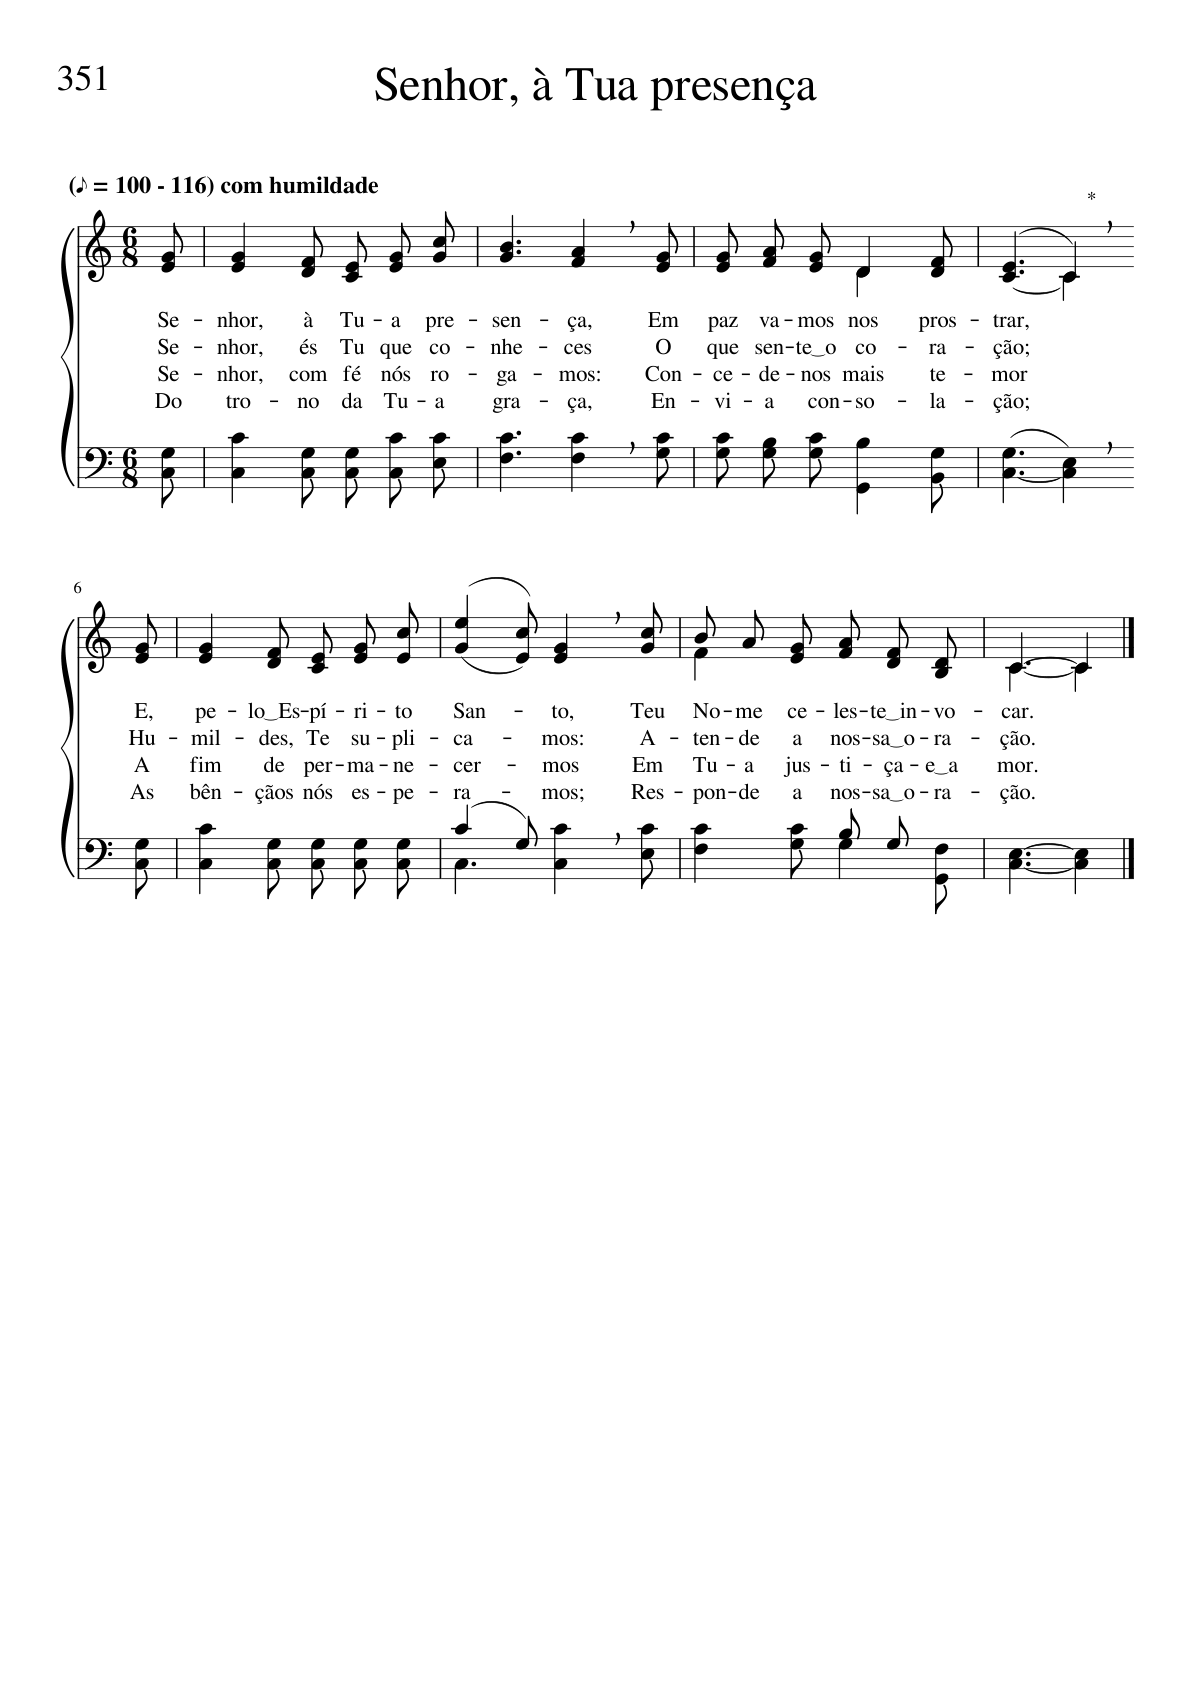 351
Senhor, à Tua presença
(♪ = 100 - 116) com humildade
*
Se - nhor, à Tu - a pre - sen - ça, Em paz va - mos nos pros - trar,
Se - nhor, és Tu que co - nhe - ces O que sen - te‿o co - ra - ção;
Se - nhor, com fé nós ro - ga - mos: Con - ce - de - nos mais te - mor
Do tro - no da Tu - a gra - ça, En - vi - a con - so - la - ção;
6
E, pe - lo‿Es - pí - ri - to San - to, Teu No - me ce - les - te‿in - vo - car.
Hu - mil - des, Te su - pli - ca - mos: A - ten - de a nos - sa‿o - ra - ção.
A fim de per - ma - ne - cer - mos Em Tu - a jus - ti - ça - e‿a mor.
As bên - çãos nós es - pe - ra - mos; Res - pon - de a nos - sa‿o - ra - ção.